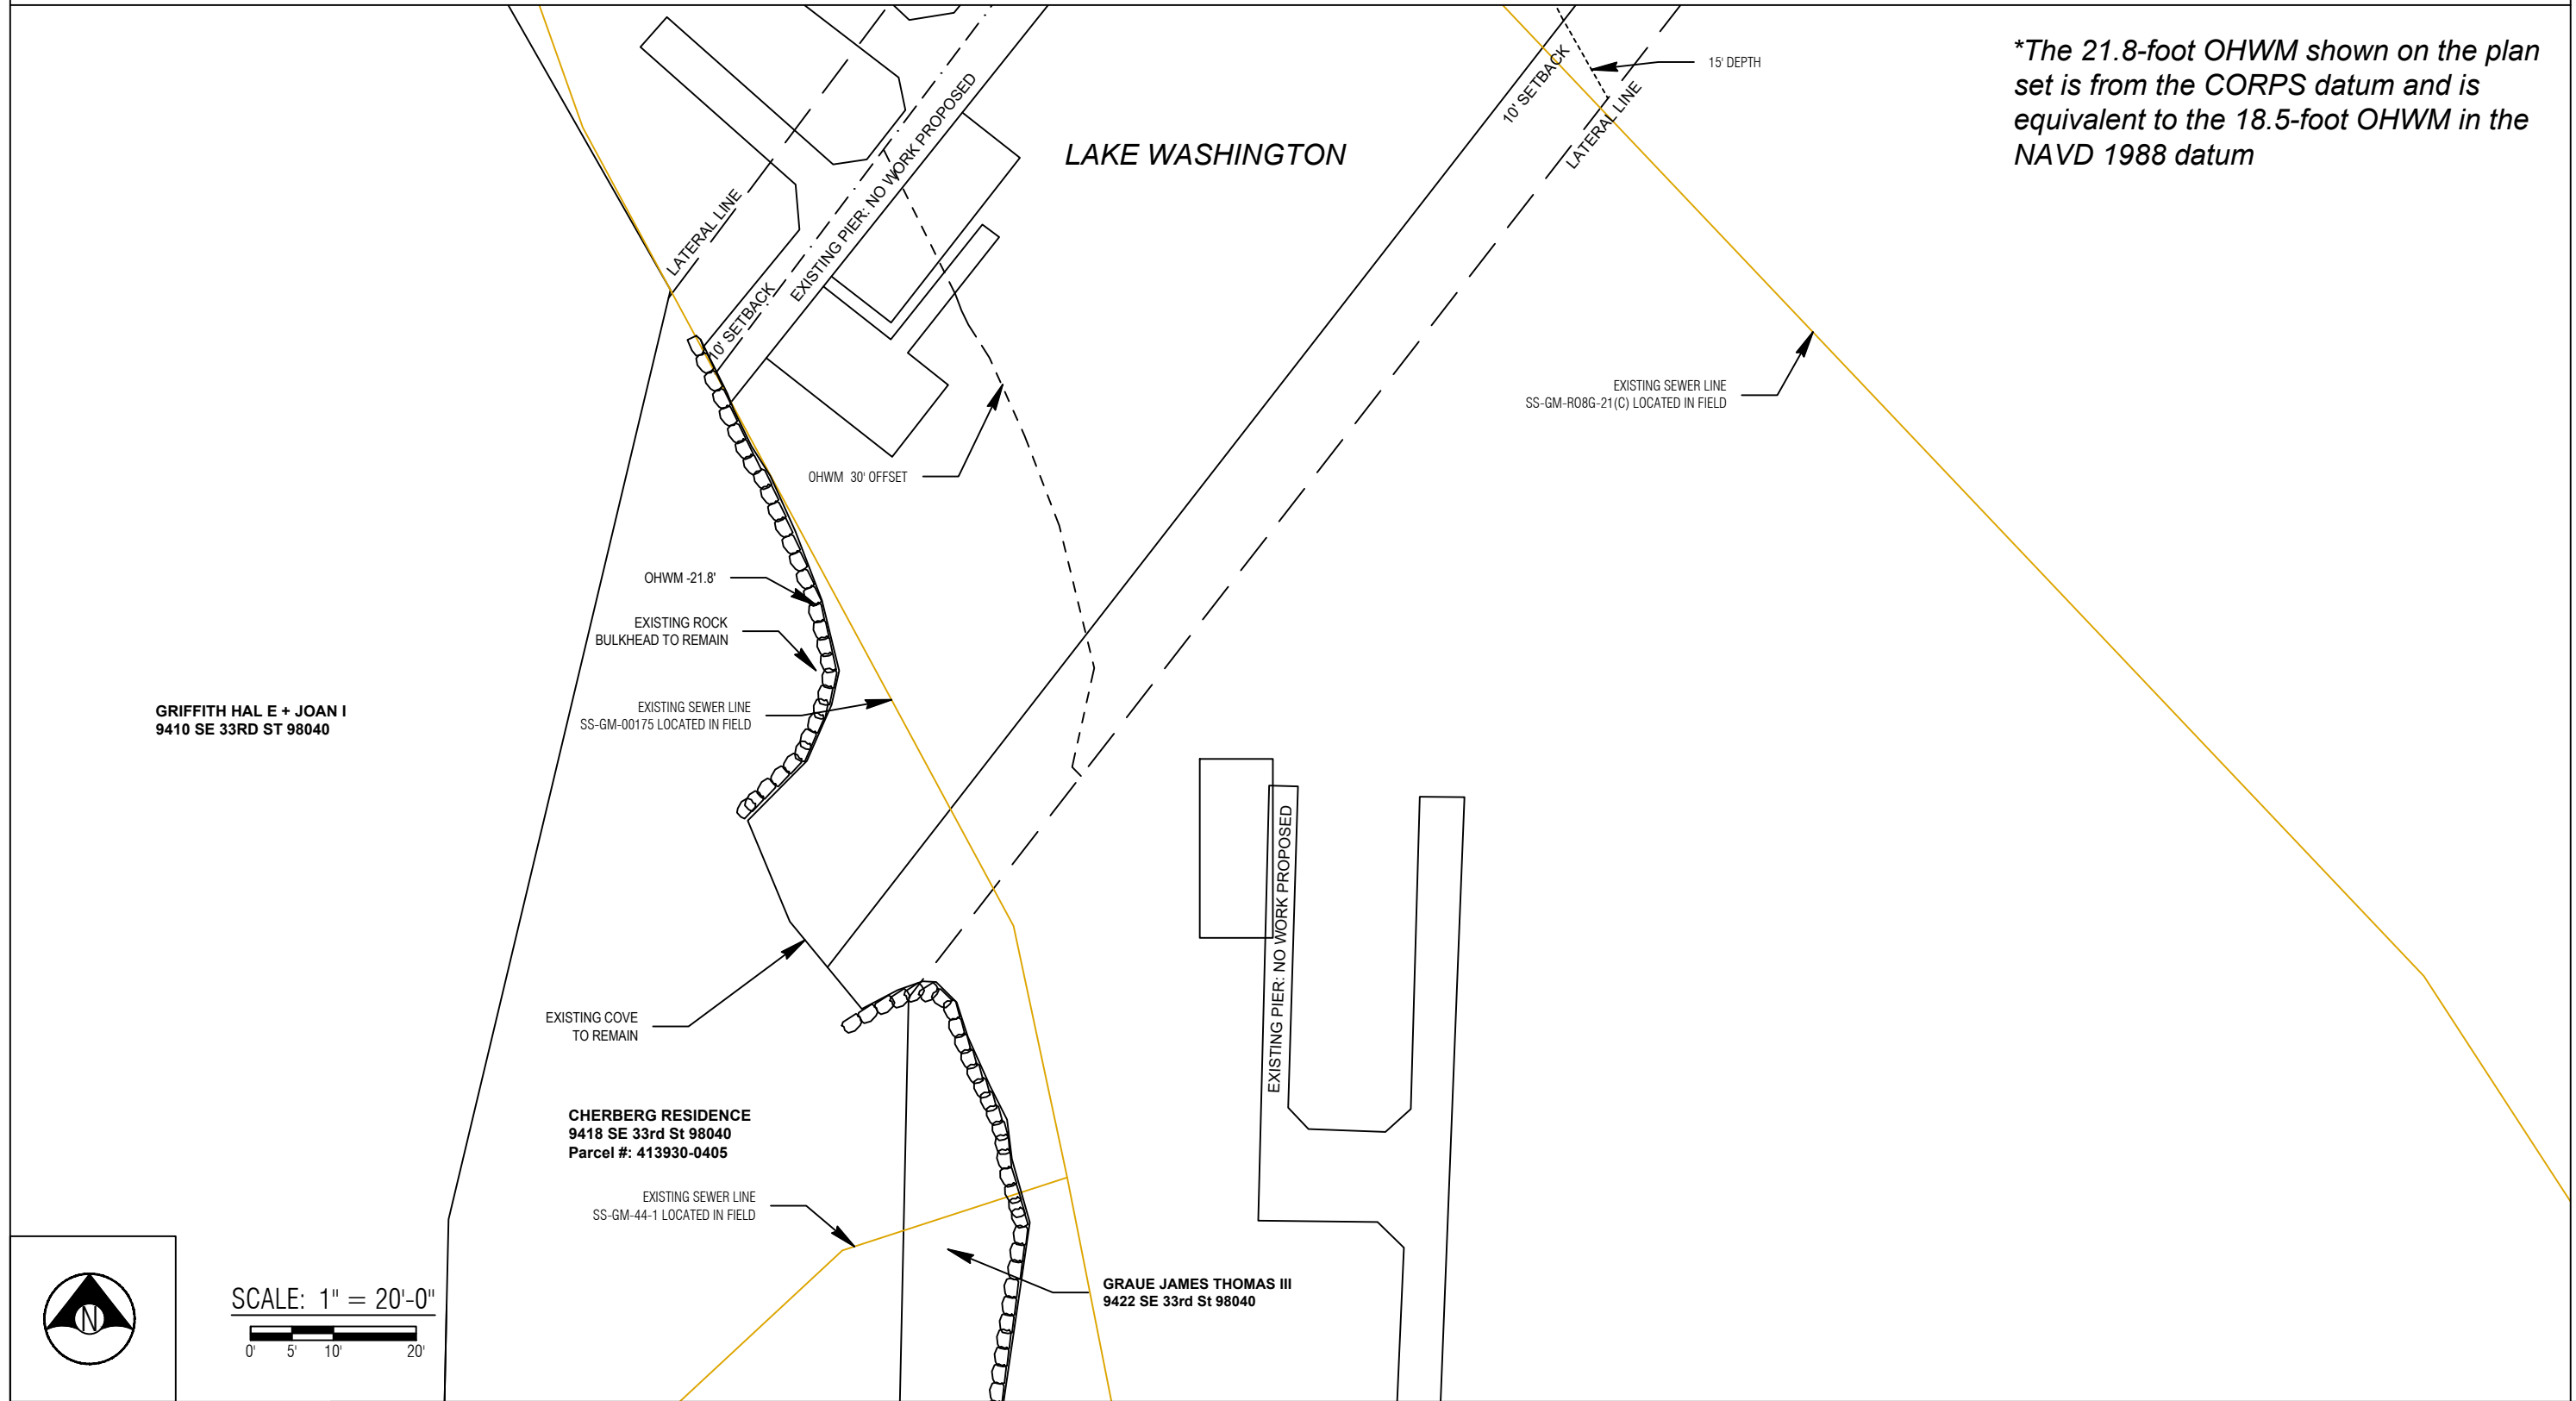 *The 21.8-foot OHWM shown on the plan
set is from the CORPS datum and is
equivalent to the 18.5-foot OHWM in the
NAVD 1988 datum
15' DEPTH
10' SETBACK
LATERAL LINE
LAKE WASHINGTON
LATERAL LINE
10' SETBACK
EXISTING PIER: NO WORK PROPOSED
EXISTING SEWER LINE
SS-GM-R08G-21(C) LOCATED IN FIELD
OHWM 30' OFFSET
OHWM -21.8'
EXISTING ROCK
BULKHEAD TO REMAIN
EXISTING SEWER LINE
SS-GM-00175 LOCATED IN FIELD
GRIFFITH HAL E + JOAN I
9410 SE 33RD ST 98040
EXISTING PIER: NO WORK PROPOSED
EXISTING COVE
TO REMAIN
CHERBERG RESIDENCE
9418 SE 33rd St 98040
Parcel #: 413930-0405
EXISTING SEWER LINE
SS-GM-44-1 LOCATED IN FIELD
GRAUE JAMES THOMAS III
9422 SE 33rd St 98040
N
SCALE: 1" = 20'-0"
0' 5' 10' 20'